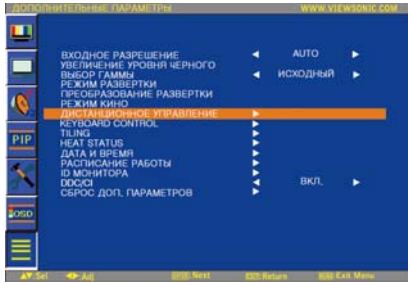 ДОПОЛНИТЕЛЬНЫЕ ПАРАМЕТРЫ WWW.VIEWSONIC.COM
ВХОДНОЕ РАЗРЕШЕНИЕ AUTO
УВЕЛИЧЕНИЕ УРОВНЯ ЧЕРНОГО
ВЫБОР ГАММЫ ИСХОДНЫЙ
РЕЖИМ РАЗВЕРТКИ
ПРЕОБРАЗОВАНИЕ РАЗВЕРТКИ
РЕЖИМ КИНО
ДИСТАНЦИОННОЕ УПРАВЛЕНИЕ
KEYBOARD CONTROL
TILING
HEAT STATUS
ДАТА И ВРЕМЯ
РАСПИСАНИЕ РАБОТЫ
ID МОНИТОРА
DDC/CI ВКЛ.
СБРОС ДОП. ПАРАМЕТРОВ
PIP
OSD
Sel Adj Next EXIT: Return Exit Menu